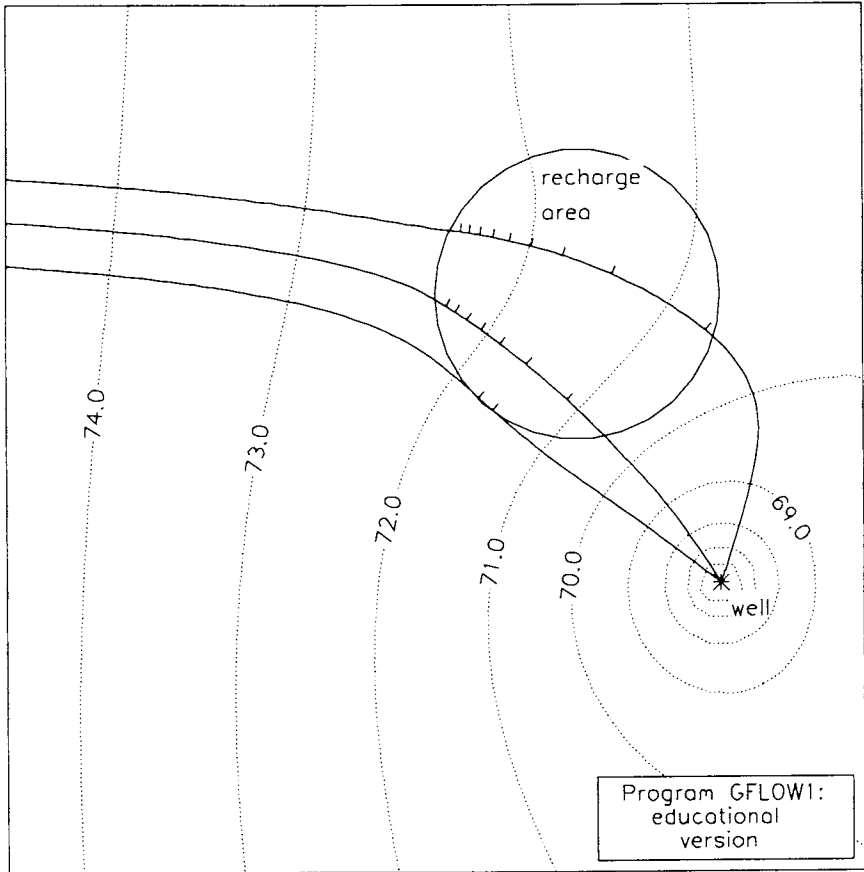 recharge
area
74.0
73.0
72.0
71.0
70.0
69.0
well
Program GFLOW1:
educational
version